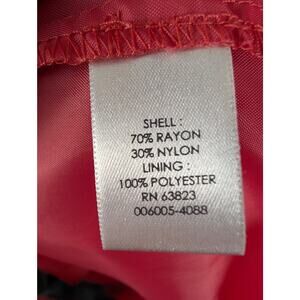 SHELL :
70% RAYON
30% NYLON
LINING :
100% POLYESTER
RN 63823
006005-4088